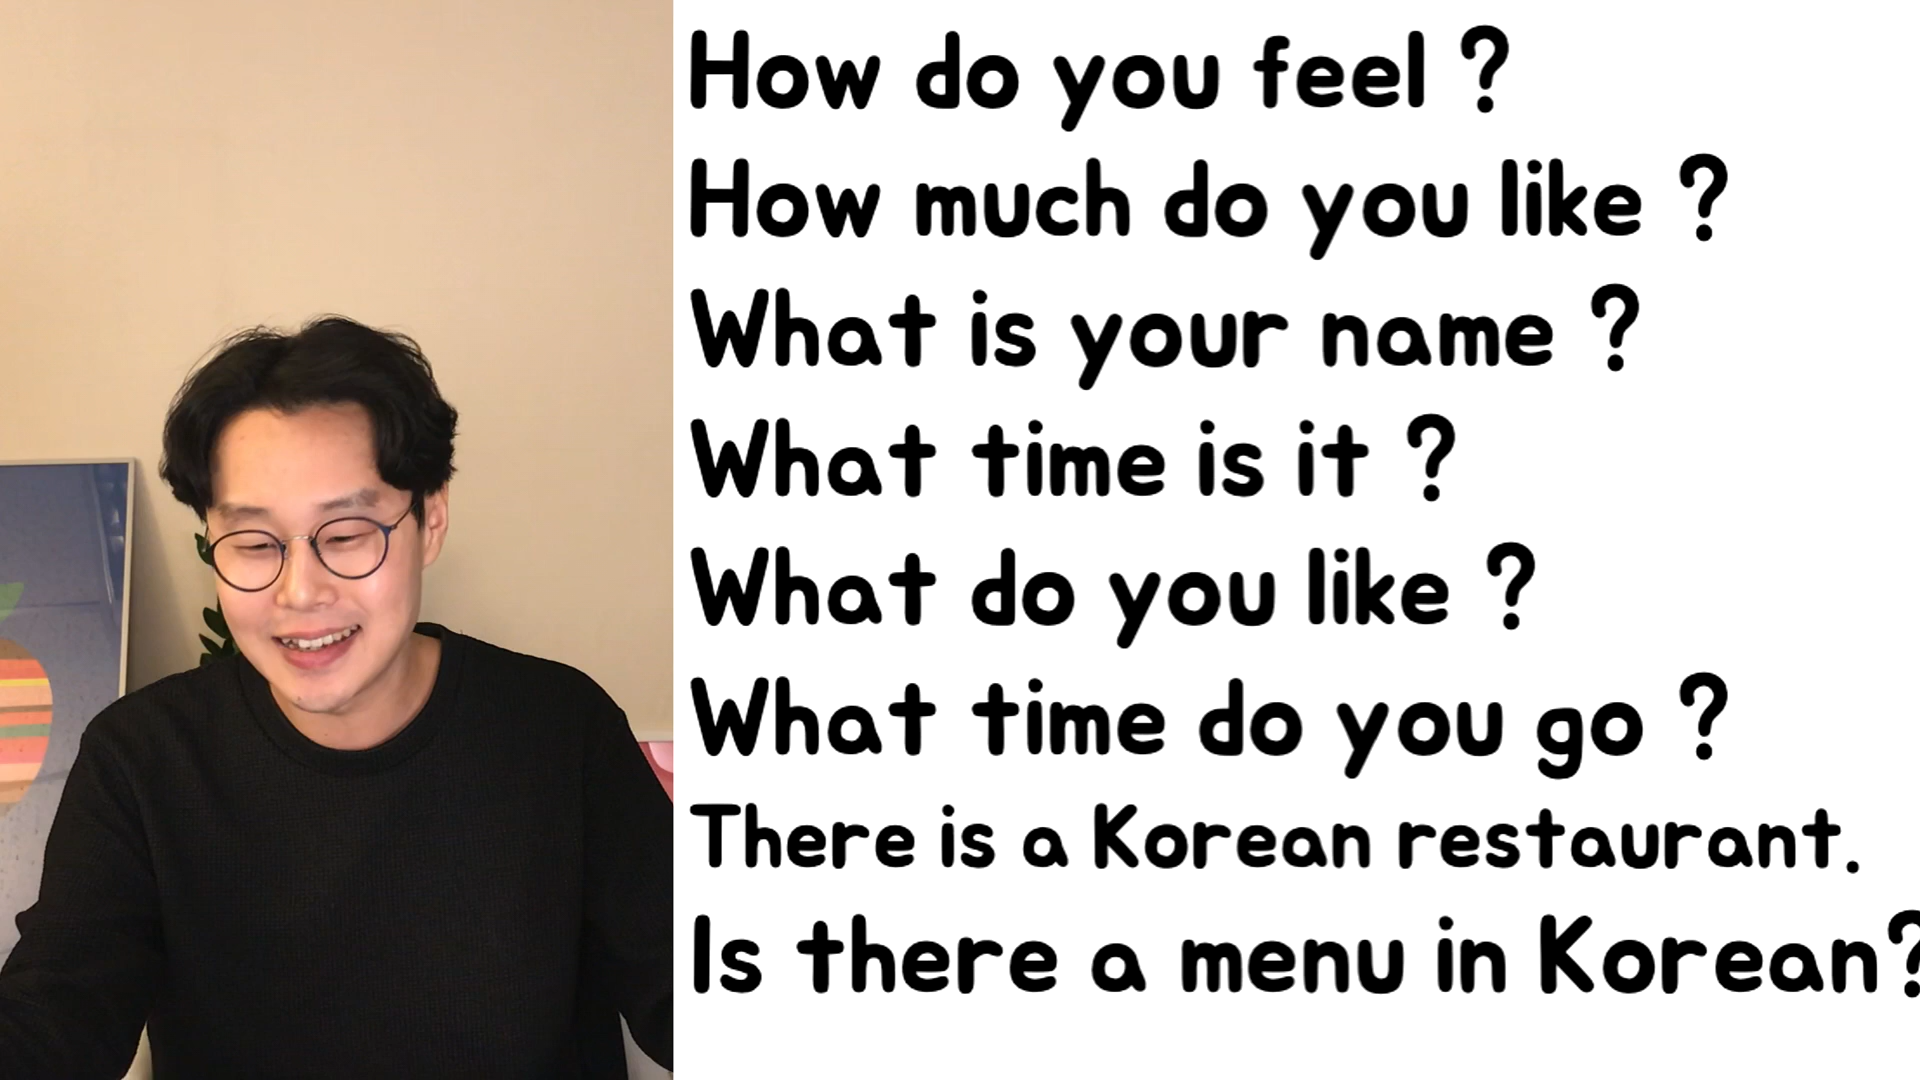 How do you feel ?
How much do you like ?
What is your name ?
What time is it ?
What do you like ?
What time do you go ?
There is a Korean restaurant.
Is there a menu in Korean?